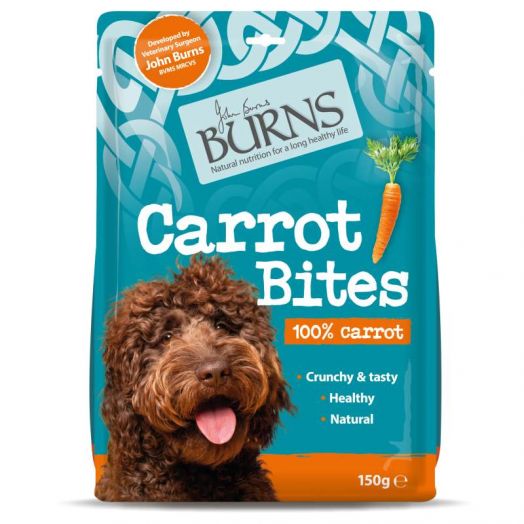 Developed by
Veterinary Surgeon
John Burns
BVMS MRCVS
John Burns
BURNS
Natural nutrition for a long healthy life
Carrot
Bites
100% carrot
• Crunchy & tasty
• Healthy
• Natural
150g ℮